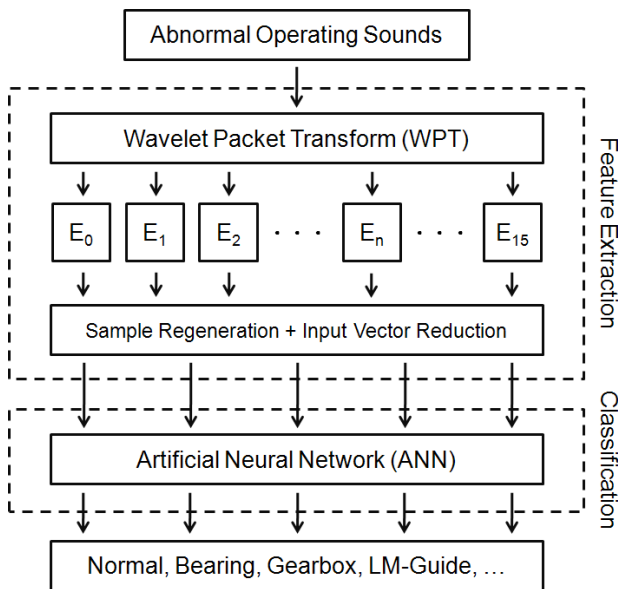 Abnormal Operating Sounds
Wavelet Packet Transform (WPT)
E0 E1 E2 · · · En · · · E15
Sample Regeneration + Input Vector Reduction
Feature Extraction
Artificial Neural Network (ANN)
Classification
Normal, Bearing, Gearbox, LM-Guide, ...